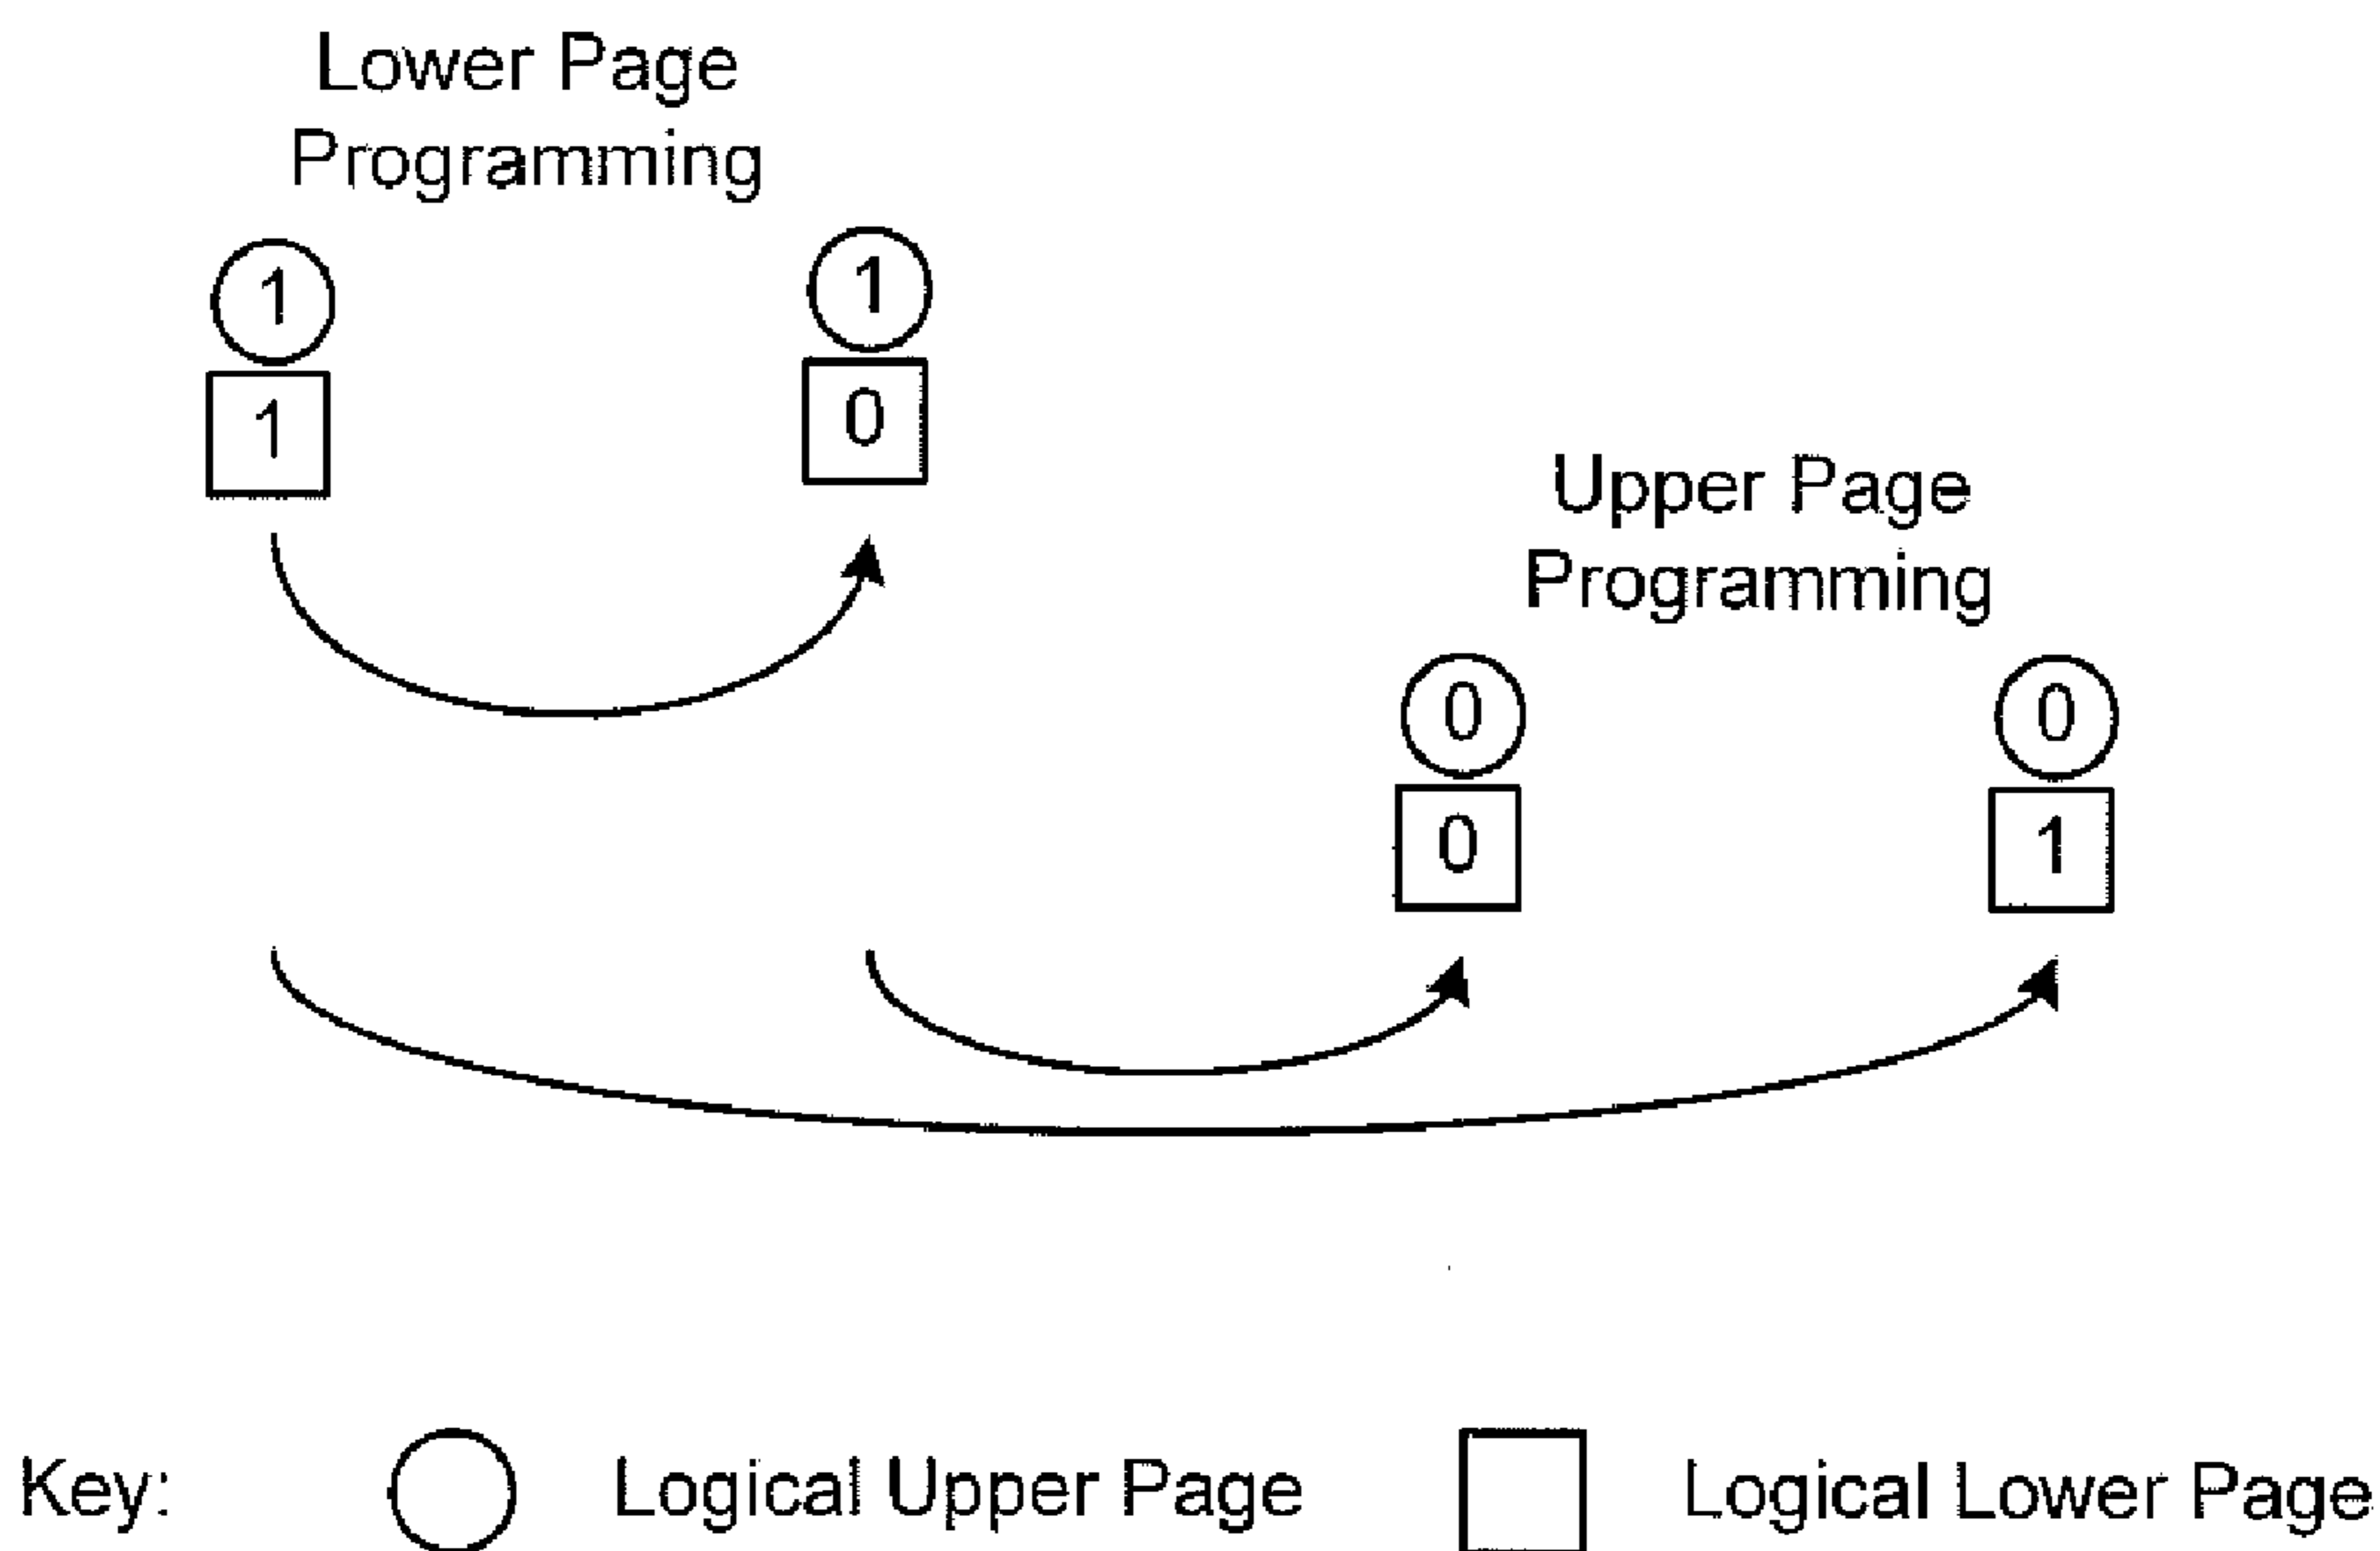 Lower Page
Programming
1
1
1
0
Upper Page
Programming
0
0
0
1
Key:
Logical Upper Page
Logical Lower Page